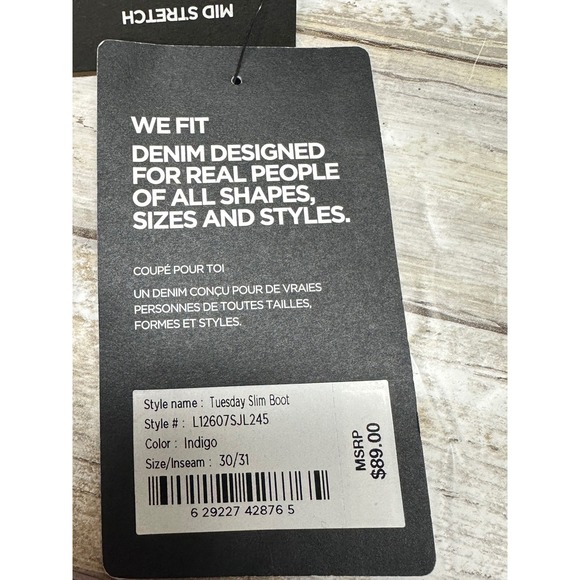 MID STRETCH
WE FIT
DENIM DESIGNED
FOR REAL PEOPLE
OF ALL SHAPES,
SIZES AND STYLES.
COUPÉ POUR TOI
UN DENIM CONÇU POUR DE VRAIES
PERSONNES DE TOUTES TAILLES,
FORMES ET STYLES.
Style name : Tuesday Slim Boot
Style # : L12607SJL245
Color : Indigo
Size/Inseam : 30/31
6 29227 42876 5
MSRP
$89.00